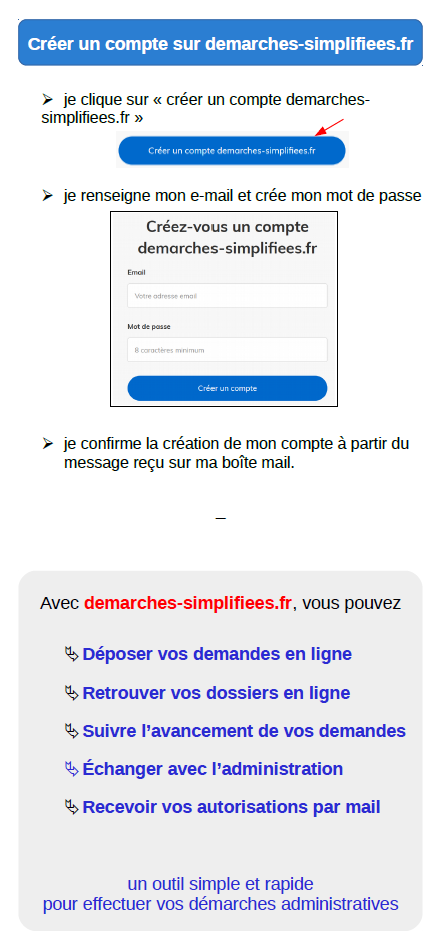 Créer un compte sur demarches-simplifiees.fr
➢ je clique sur « créer un compte demarches-
simplifiees.fr »
Créer un compte demarches-simplifiees.fr
➢ je renseigne mon e-mail et crée mon mot de passe
Créez-vous un compte
demarches-simplifiees.fr
Email
Votre adresse email
Mot de passe
8 caractères minimum
Créer un compte
➢ je confirme la création de mon compte à partir du
message reçu sur ma boîte mail.
_
Avec demarches-simplifiees.fr, vous pouvez
Déposer vos demandes en ligne
Retrouver vos dossiers en ligne
Suivre l’avancement de vos demandes
Échanger avec l’administration
Recevoir vos autorisations par mail
un outil simple et rapide
pour effectuer vos démarches administratives